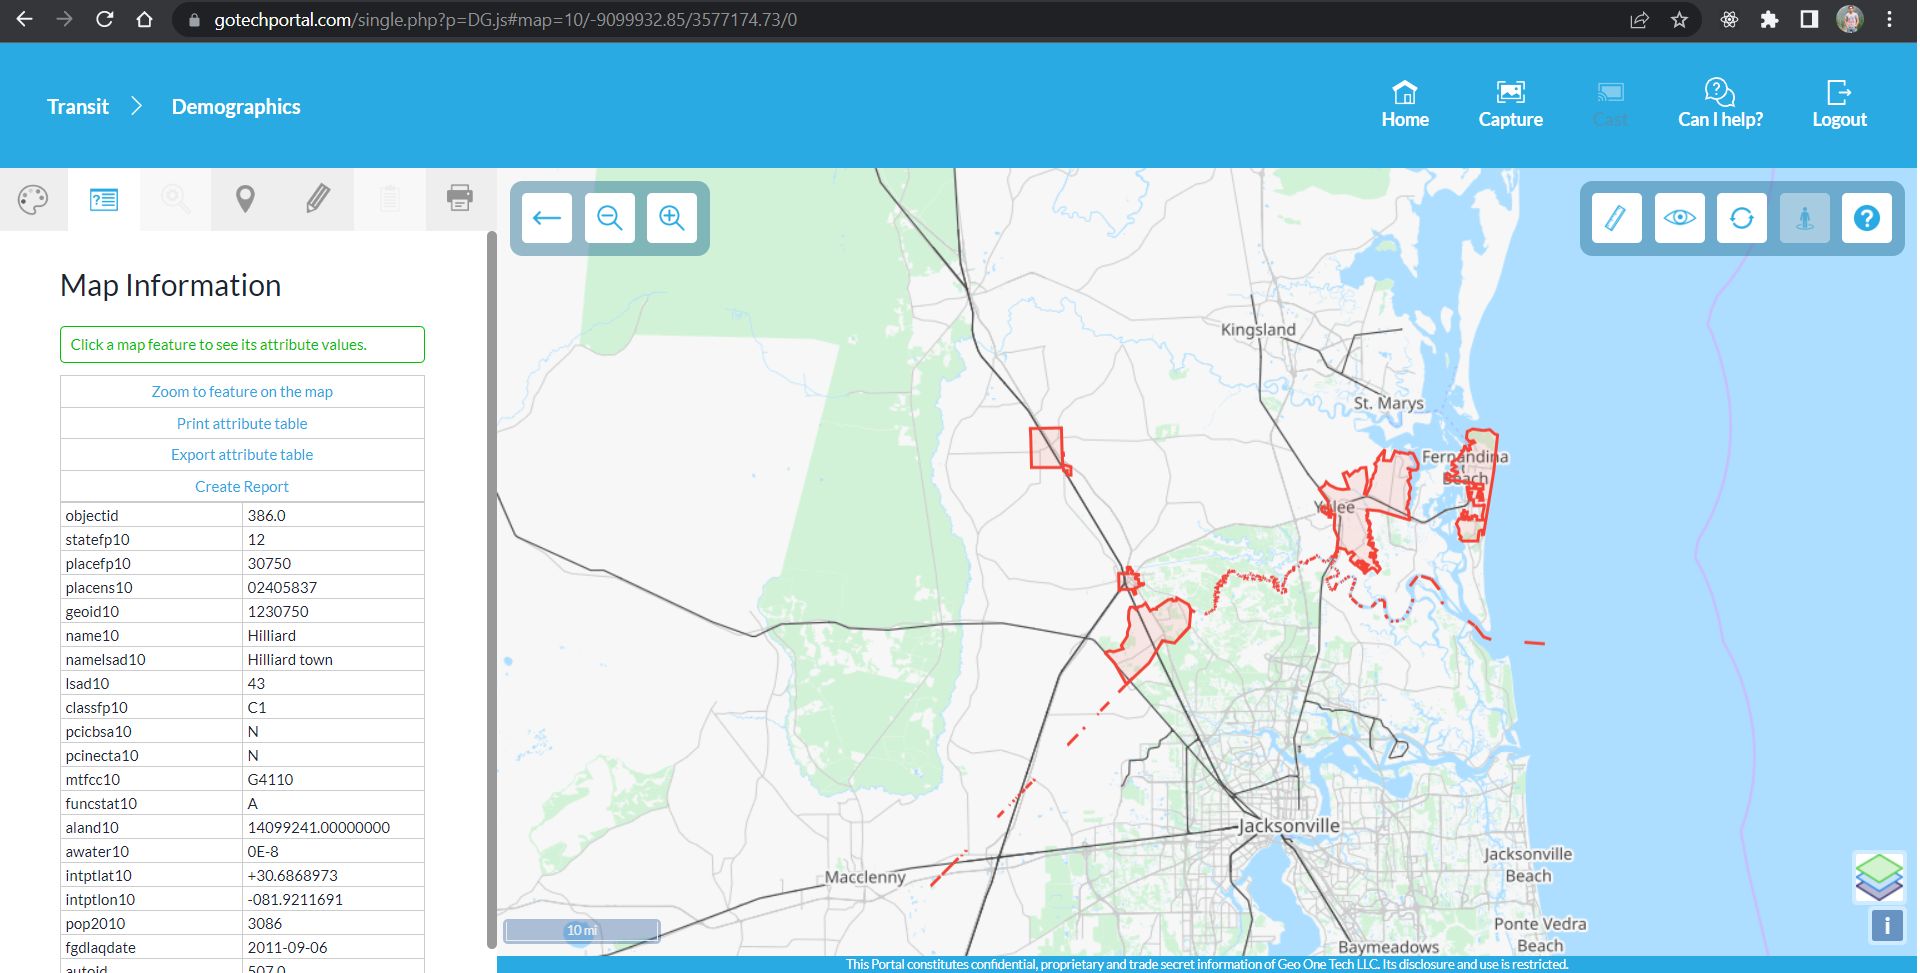 gotechportal.com/single.php?p=DG.js#map=10/-9099932.85/3577174.73/0
Transit
Demographics
Home
Capture
Cast
Can I help?
Logout
Map Information
Click a map feature to see its attribute values.
Zoom to feature on the map
Print attribute table
Export attribute table
Create Report
objectid 386.0
statefp10 12
placefp10 30750
placens10 02405837
geoid10 1230750
name10 Hilliard
namelsad10 Hilliard town
lsad10 43
classfp10 C1
pcicbsa10 N
pcinecta10 N
mtfcc10 G4110
funcstat10 A
aland10 14099241.00000000
awater10 0E-8
intptlat10 +30.6868973
intptlon10 -081.9211691
pop2010 3086
fgdlaqdate 2011-09-06
autoid 507.0
Kingsland
St. Marys
Fernandina
Beach
Yulee
Jacksonville
Macclenny
Jacksonville
Beach
Ponte Vedra
Beach
Baymeadows
10 mi
This Portal constitutes confidential, proprietary and trade secret information of Geo One Tech LLC. Its disclosure and use is restricted.